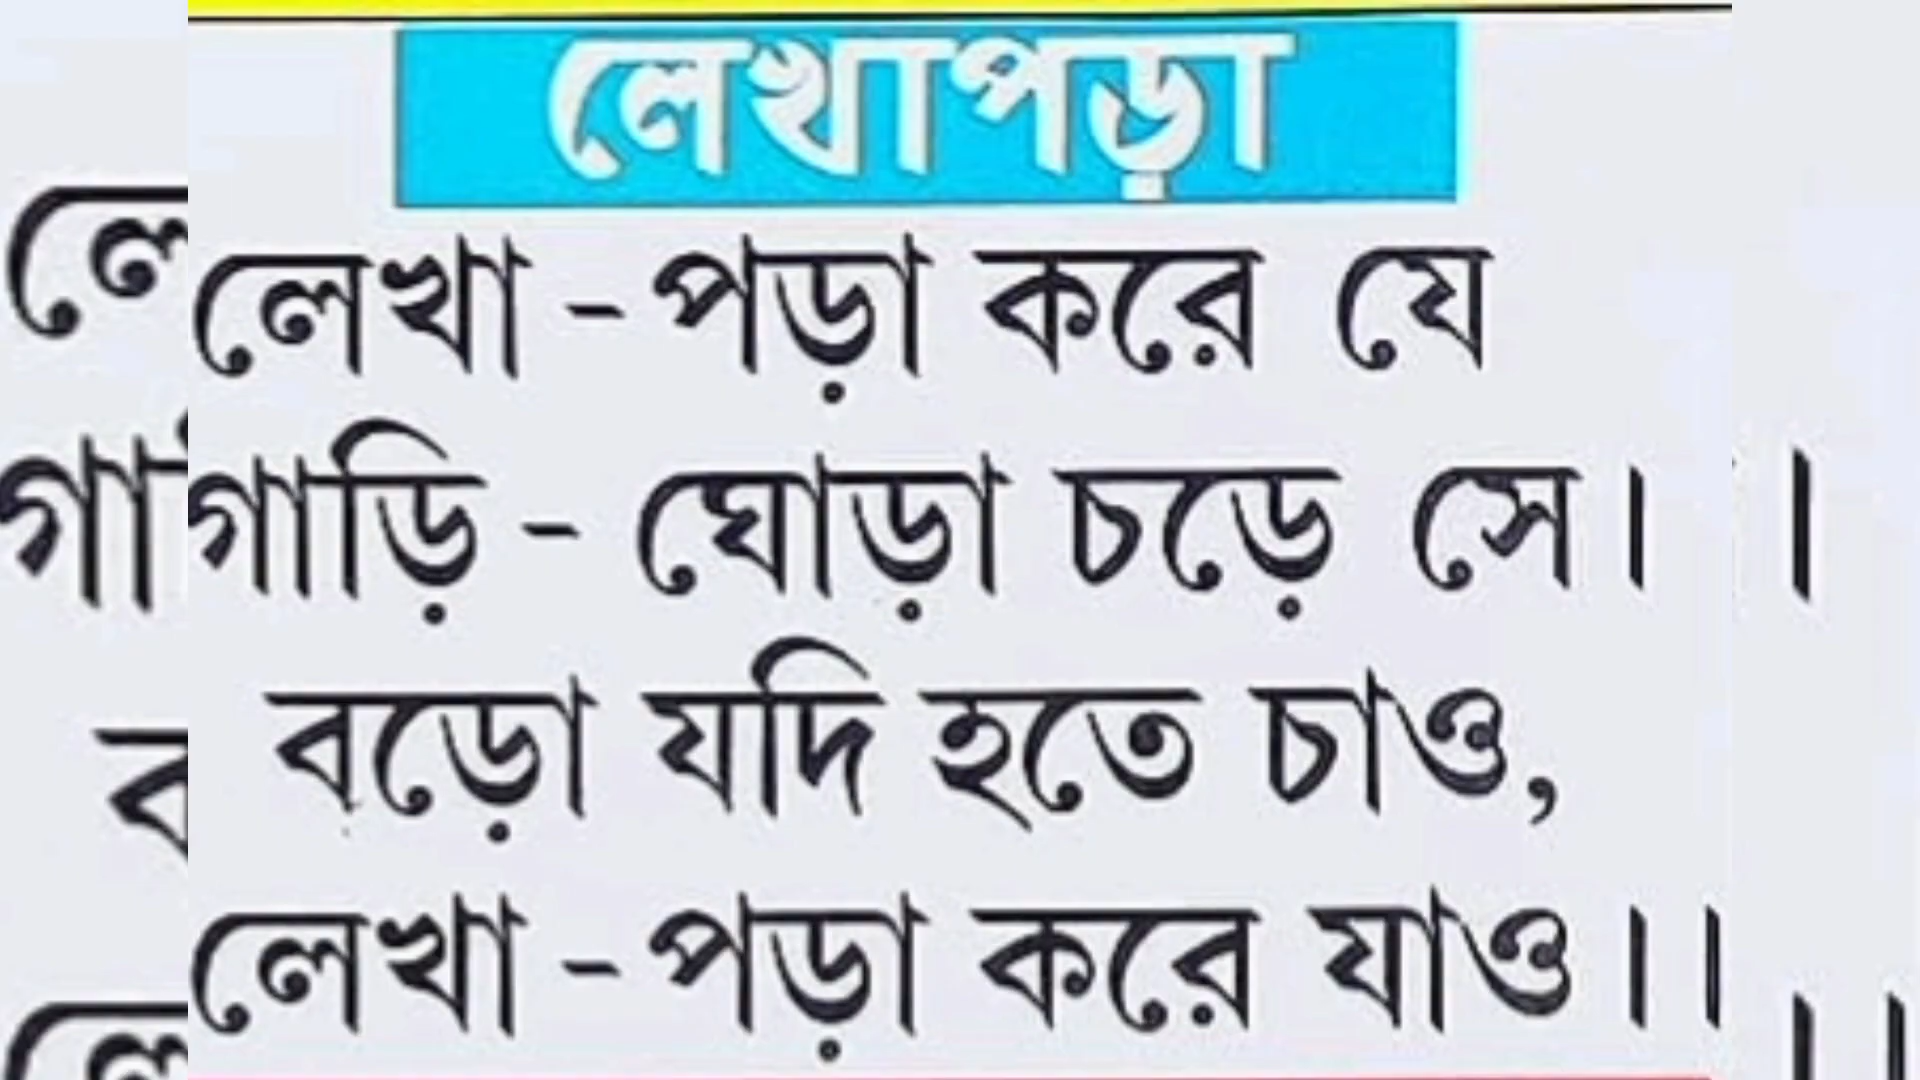 লেখাপড়া
লেখা - পড়া করে যে
গাড়ি - ঘোড়া চড়ে সে।
বড়ো যদি হতে চাও,
লেখা - পড়া করে যাও।।